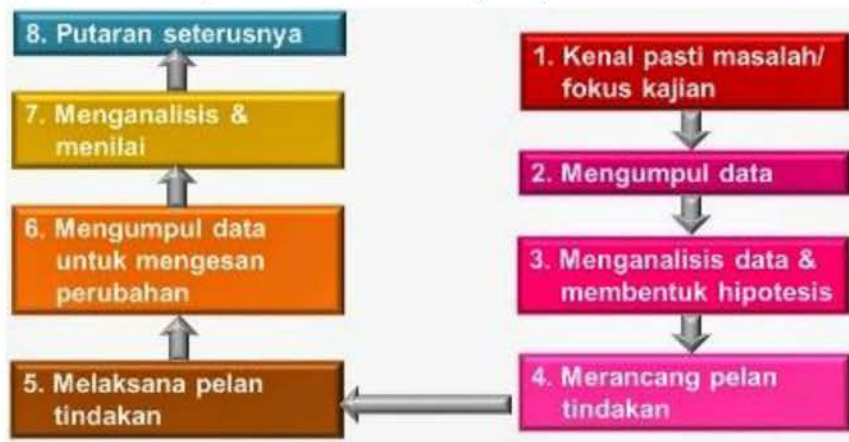 1. Kenal pasti masalah/
fokus kajian
2. Mengumpul data
3. Menganalisis data &
membentuk hipotesis
4. Merancang pelan
tindakan
5. Melaksana pelan
tindakan
6. Mengumpul data
untuk mengesan
perubahan
7. Menganalisis &
menilai
8. Putaran seterusnya